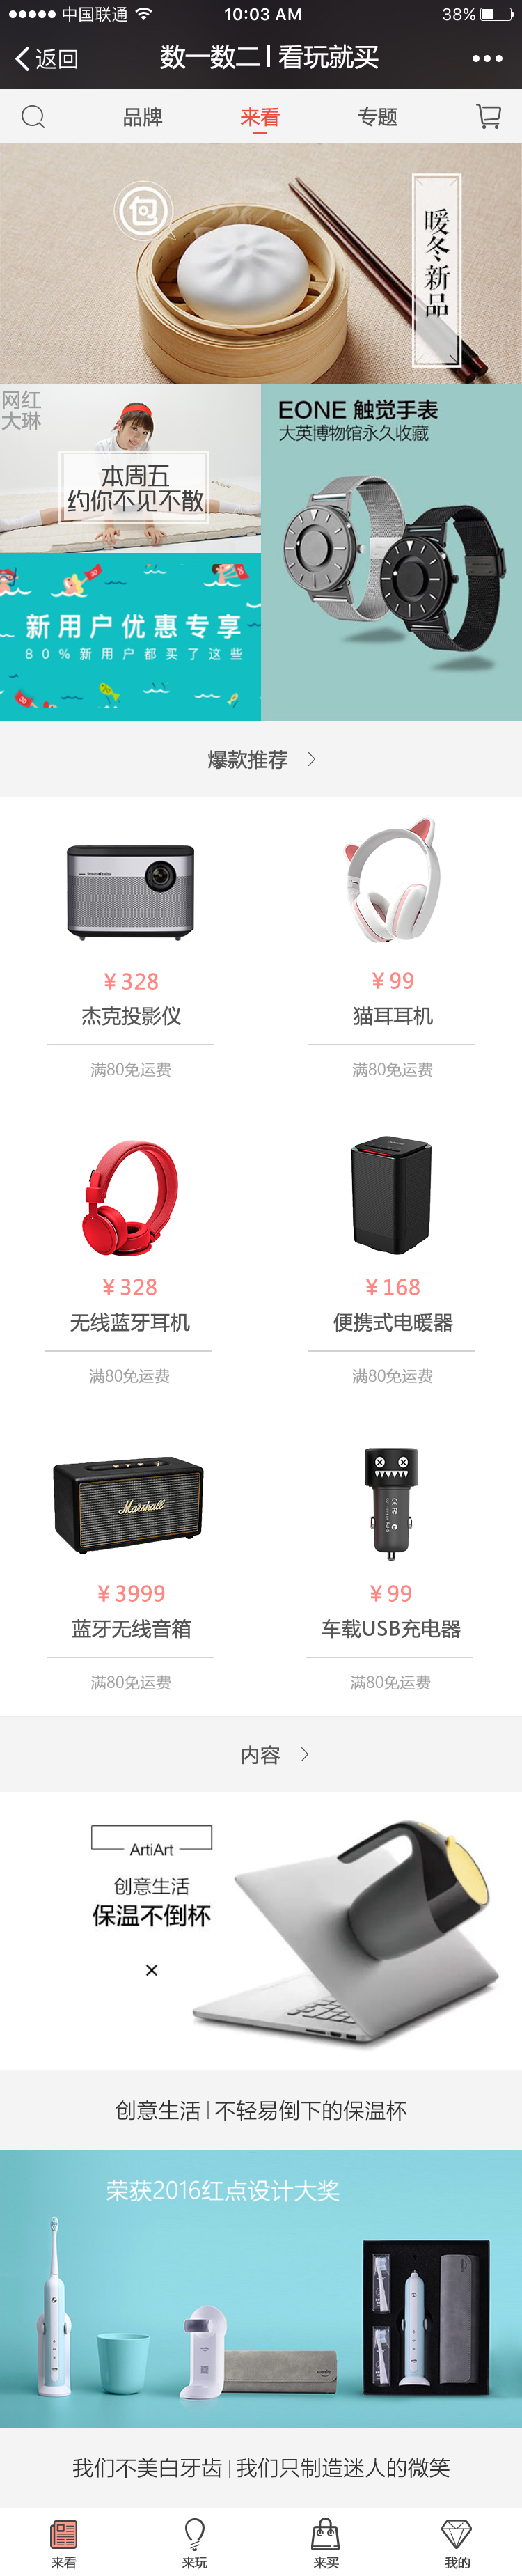 中国联通 10:03 AM 38%
返回 数一数二 | 看玩就买
品牌 来看 专题
包
暖冬新品
网红
大琳
本周五
约你不见不散
EONE 触觉手表
大英博物馆永久收藏
新用户优惠专享
80%新用户都买了这些
爆款推荐
¥328 ¥99
杰克投影仪 猫耳耳机
满80免运费 满80免运费
¥328 ¥168
无线蓝牙耳机 便携式电暖器
满80免运费 满80免运费
Marshall
¥3999 ¥99
蓝牙无线音箱 车载USB充电器
满80免运费 满80免运费
内容
ArtiArt
创意生活
保温不倒杯
×
创意生活 | 不轻易倒下的保温杯
荣获2016红点设计大奖
我们不美白牙齿 | 我们只制造迷人的微笑
来看 来玩 来买 我的